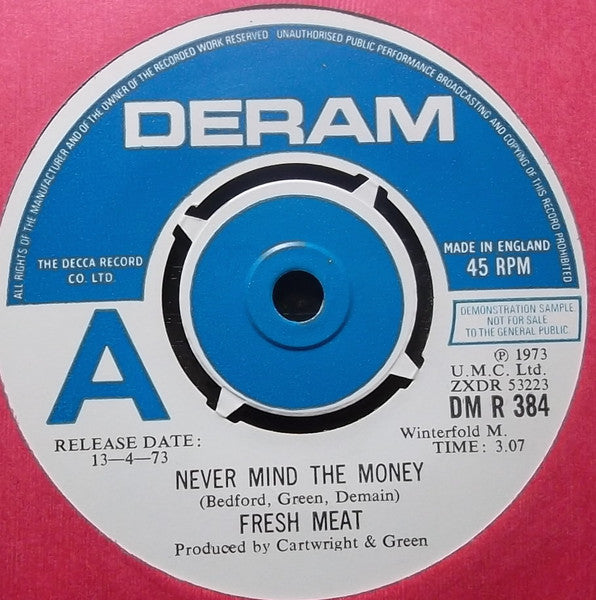 ALL RIGHTS OF THE MANUFACTURER AND OF THE OWNER OF THE RECORDED WORK RESERVED UNAUTHORISED PUBLIC PERFORMANCE BROADCASTING AND COPYING OF THIS RECORD PROHIBITED
DERAM
THE DECCA RECORD
CO. LTD.
MADE IN ENGLAND
45 RPM
DEMONSTRATION SAMPLE
NOT FOR SALE
TO THE GENERAL PUBLIC.
A
℗ 1973
U.M.C. Ltd.
ZXDR 53223
DM R 384
RELEASE DATE:
13—4—73
Winterfold M.
TIME: 3.07
NEVER MIND THE MONEY
(Bedford, Green, Demain)
FRESH MEAT
Produced by Cartwright & Green